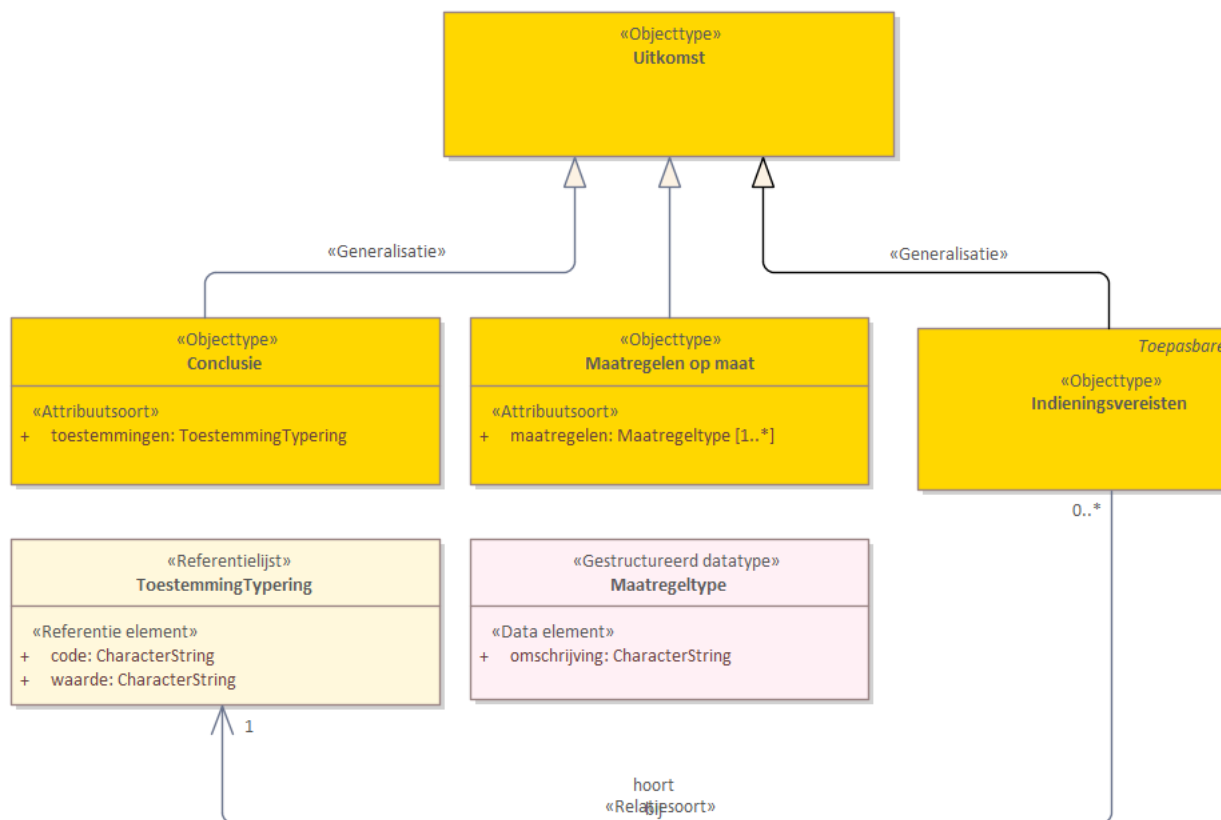 «Objecttype»
Uitkomst
«Generalisatie»
«Generalisatie»
«Objecttype»
Conclusie
«Attribuutsoort»
+ toestemmingen: ToestemmingTypering
«Objecttype»
Maatregelen op maat
«Attribuutsoort»
+ maatregelen: Maatregeltype [1..*]
Toepasbare
«Objecttype»
Indieningsvereisten
0..*
«Referentielijst»
ToestemmingTypering
«Referentie element»
+ code: CharacterString
+ waarde: CharacterString
«Gestructureerd datatype»
Maatregeltype
«Data element»
+ omschrijving: CharacterString
1
hoort
«Relatiesoort»